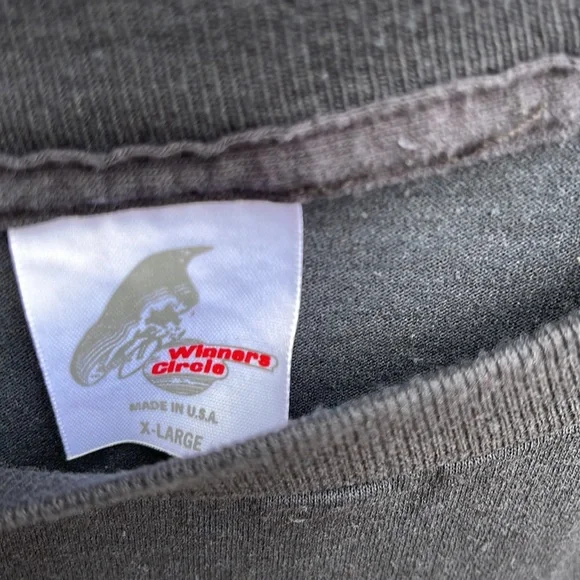 Winners
Circle
MADE IN U.S.A.
X-LARGE